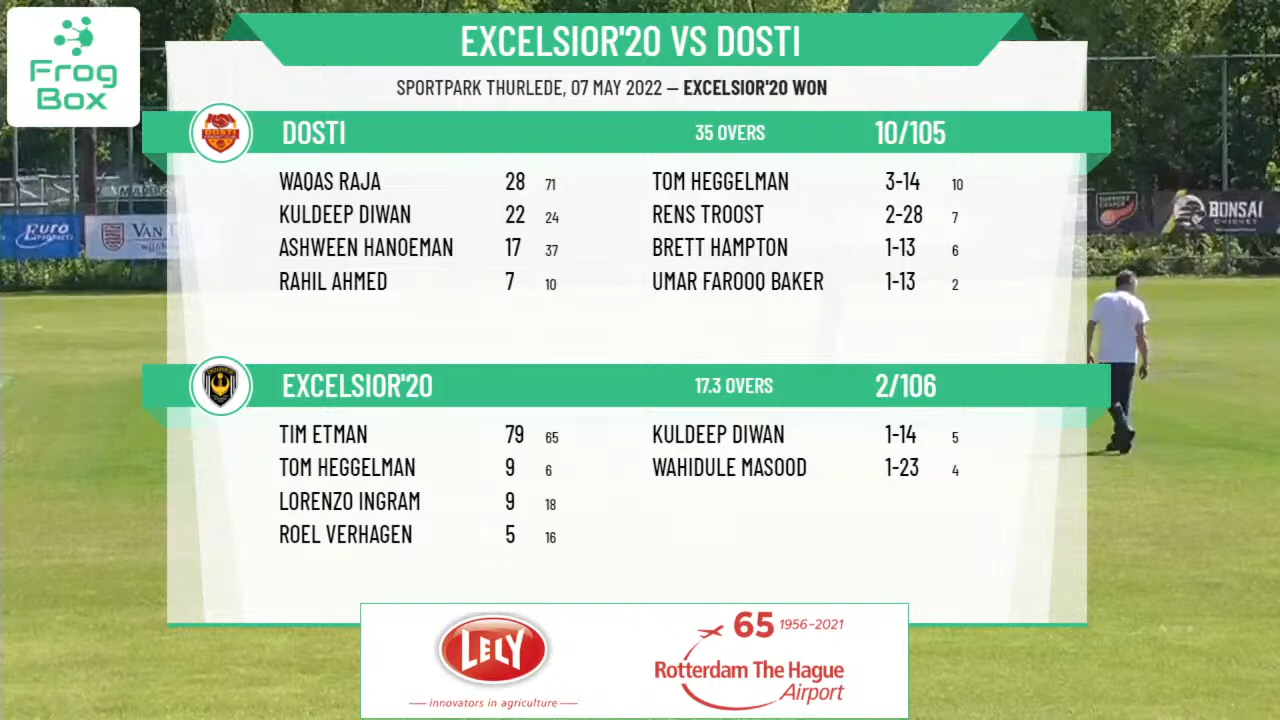 EXCELSIOR'20 VS DOSTI
Frog
Box
SPORTPARK THURLEDE, 07 MAY 2022 – EXCELSIOR'20 WON
DOSTI
DOSTI 35 OVERS 10/105
WAQAS RAJA 28 71 TOM HEGGELMAN 3-14 10
KULDEEP DIWAN 22 24 RENS TROOST 2-28 7
ASHWEEN HANOEMAN 17 37 BRETT HAMPTON 1-13 6
RAHIL AHMED 7 10 UMAR FAROOQ BAKER 1-13 2
EURO
VAN D
BONSAI
CRICKET
EXCELSIOR'20 17.3 OVERS 2/106
TIM ETMAN 79 65 KULDEEP DIWAN 1-14 5
TOM HEGGELMAN 9 6 WAHIDULE MASOOD 1-23 4
LORENZO INGRAM 9 18
ROEL VERHAGEN 5 16
LELY
innovators in agriculture
65 1956-2021
Rotterdam The Hague
Airport